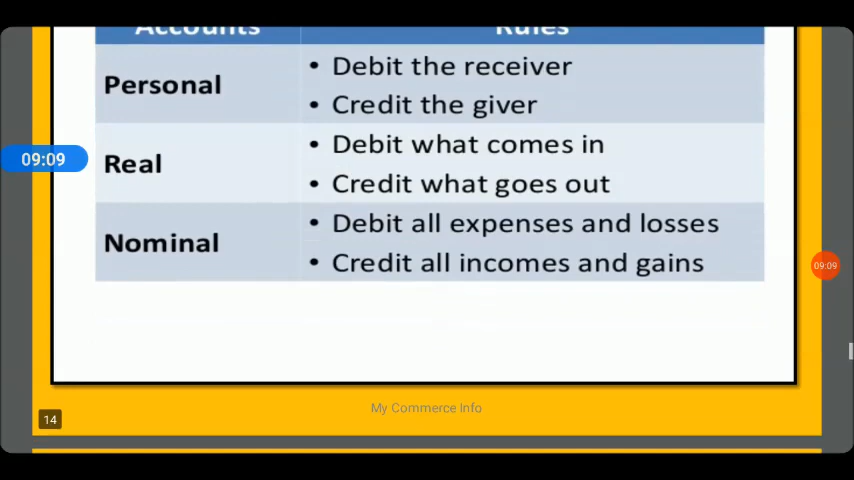 Accounts Rules
Personal
• Debit the receiver
• Credit the giver
09:09
Real
• Debit what comes in
• Credit what goes out
Nominal
• Debit all expenses and losses
• Credit all incomes and gains
09:09
My Commerce Info
14